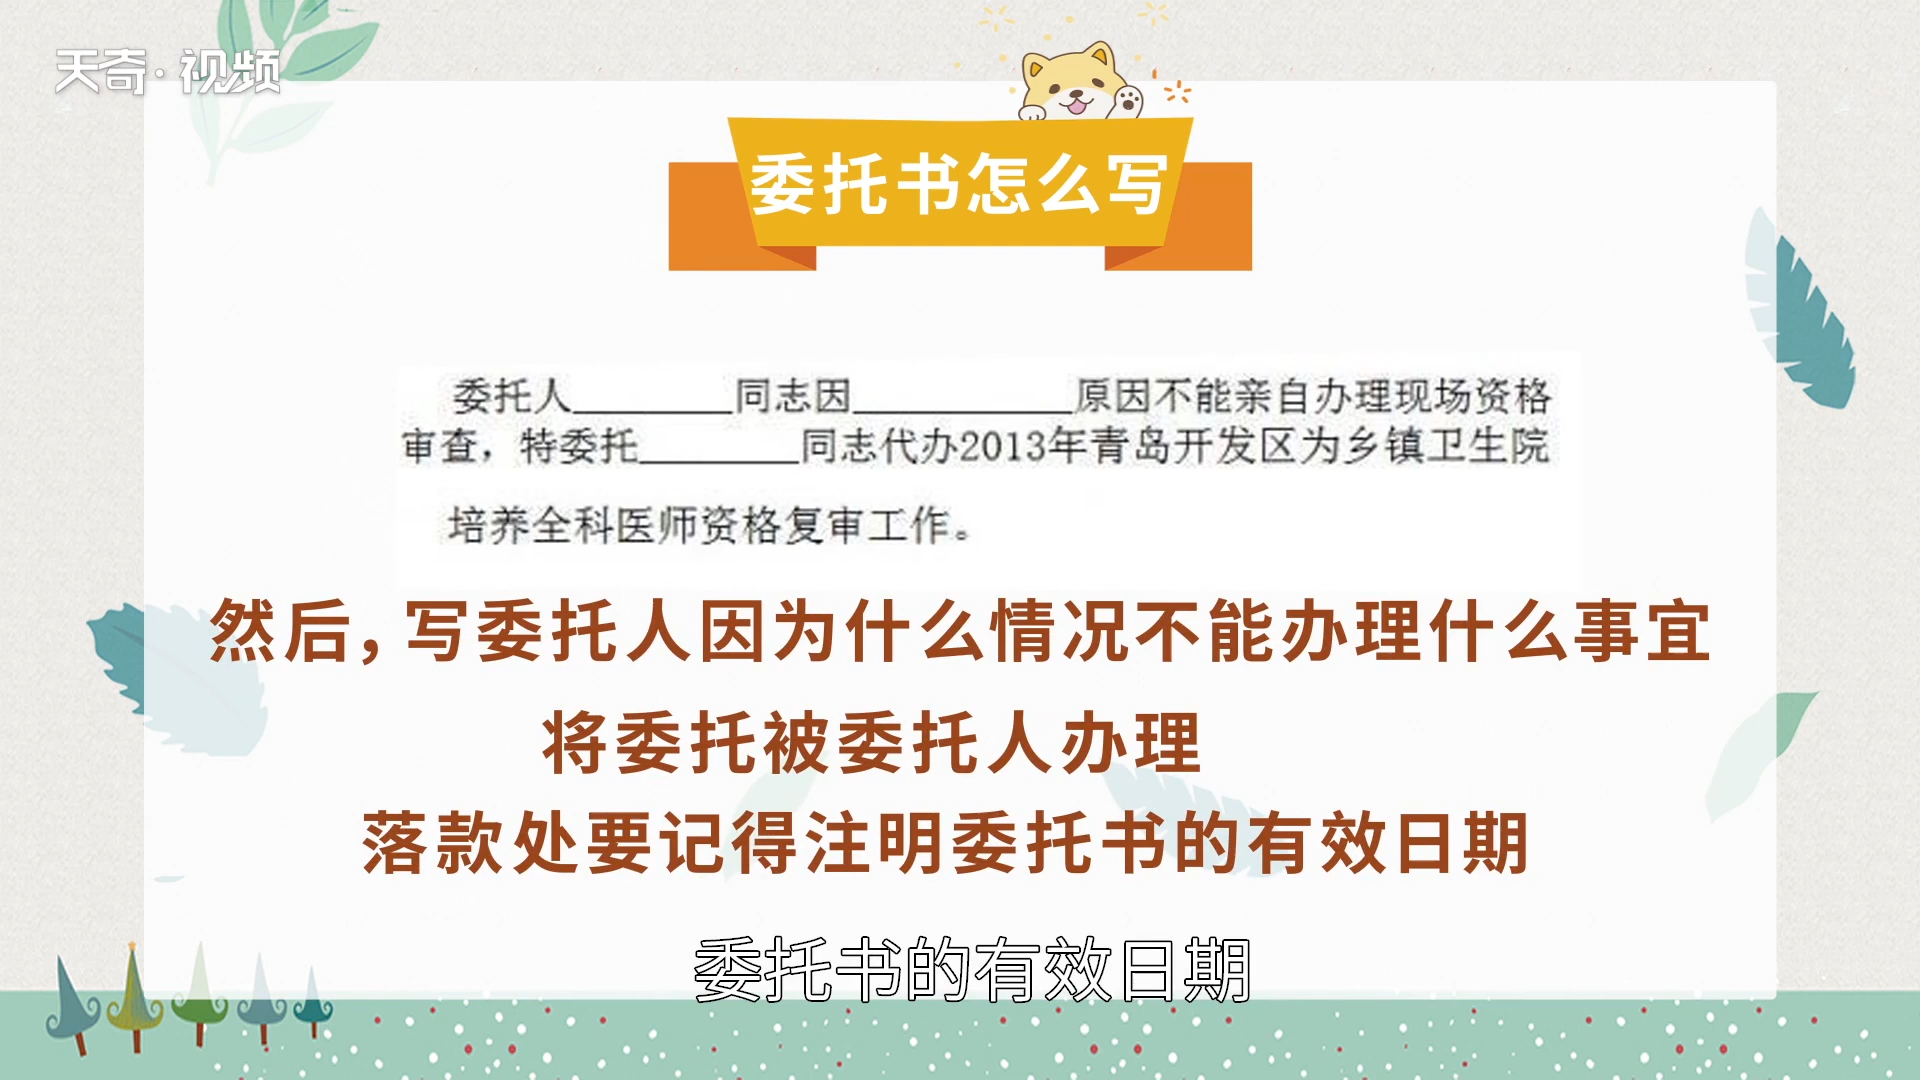 天奇·视频
委托书怎么写
委托人________同志因___________原因不能亲自办理现场资格
审查，特委托________同志代办2013年青岛开发区为乡镇卫生院
培养全科医师资格复审工作。
然后，写委托人因为什么情况不能办理什么事宜
将委托被委托人办理
落款处要记得注明委托书的有效日期
委托书的有效日期